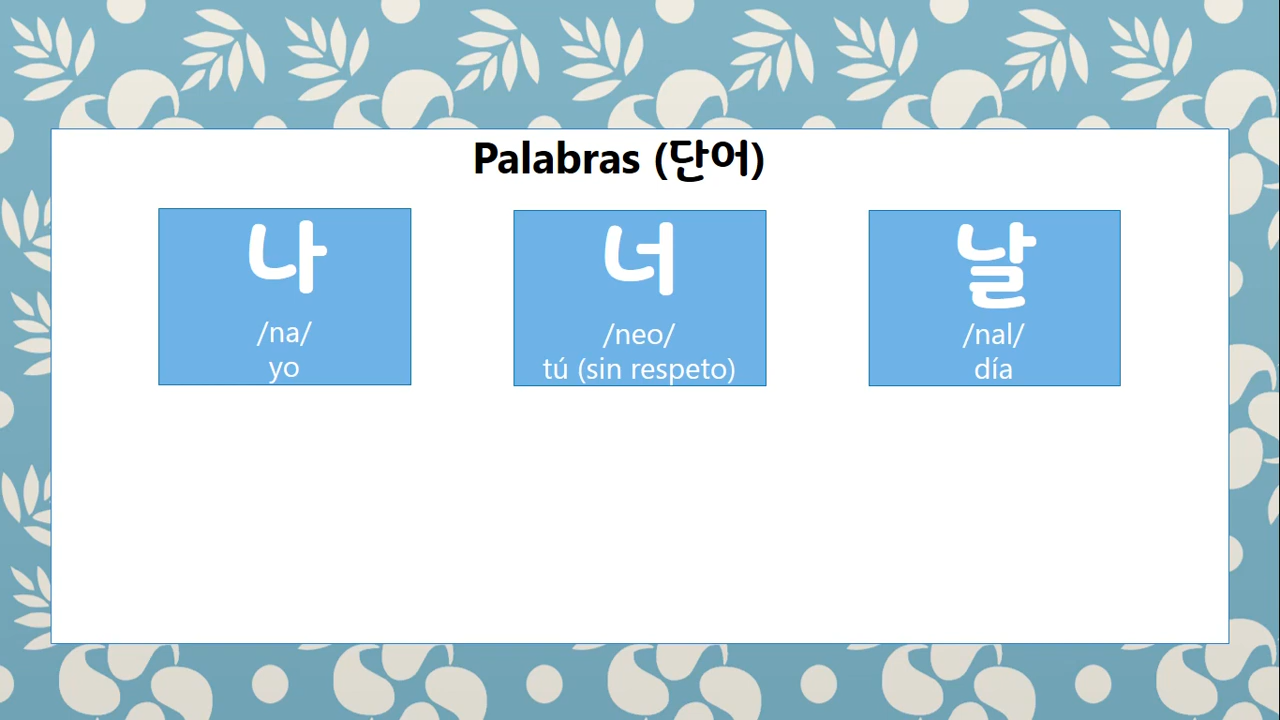 Palabras (단어)
나
/na/
yo
너
/neo/
tú (sin respeto)
날
/nal/
día